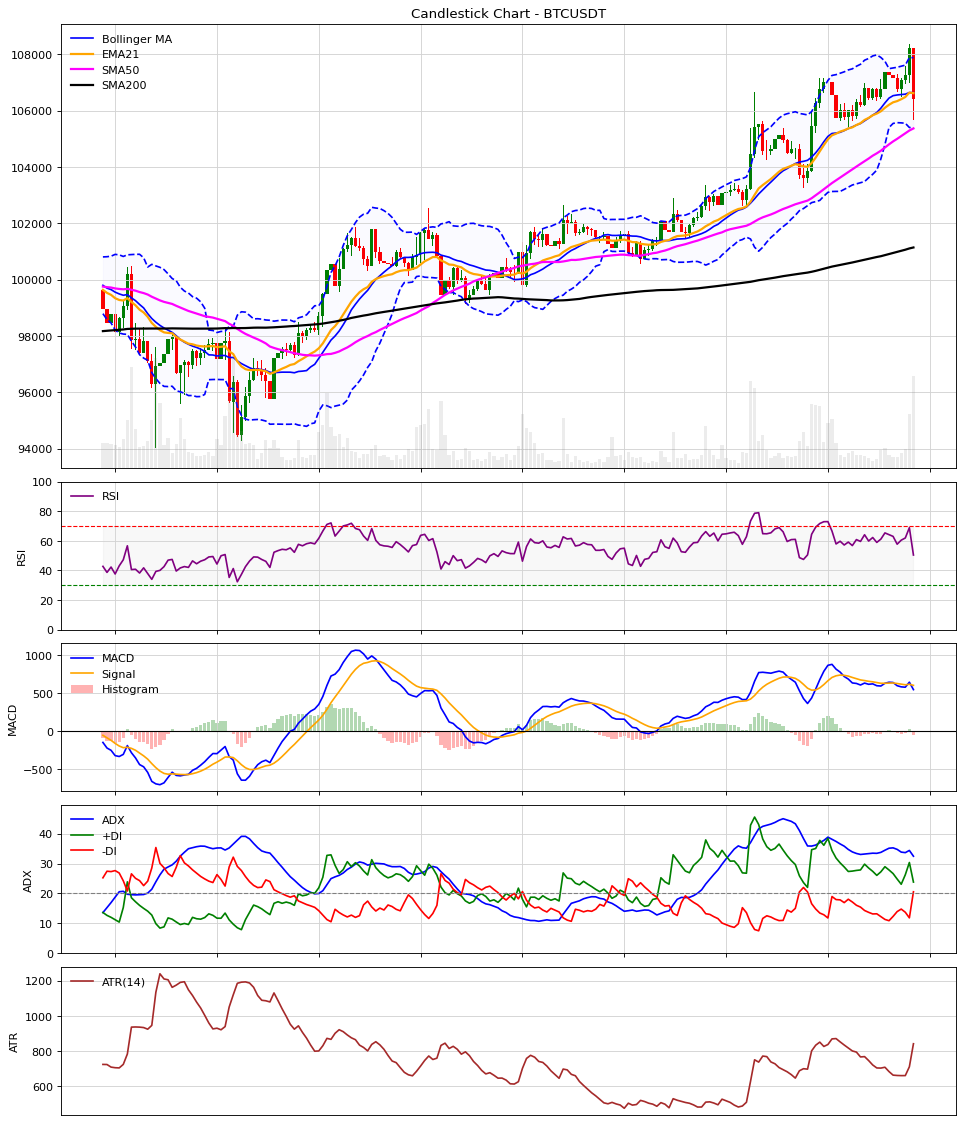 Candlestick Chart - BTCUSDT
Bollinger MA
EMA21
SMA50
SMA200
108000
106000
104000
102000
100000
98000
96000
94000
RSI
RSI
100
80
60
40
20
0
MACD
Signal
Histogram
MACD
1000
500
0
−500
ADX
+DI
-DI
ADX
40
30
20
10
0
ATR(14)
ATR
1200
1000
800
600